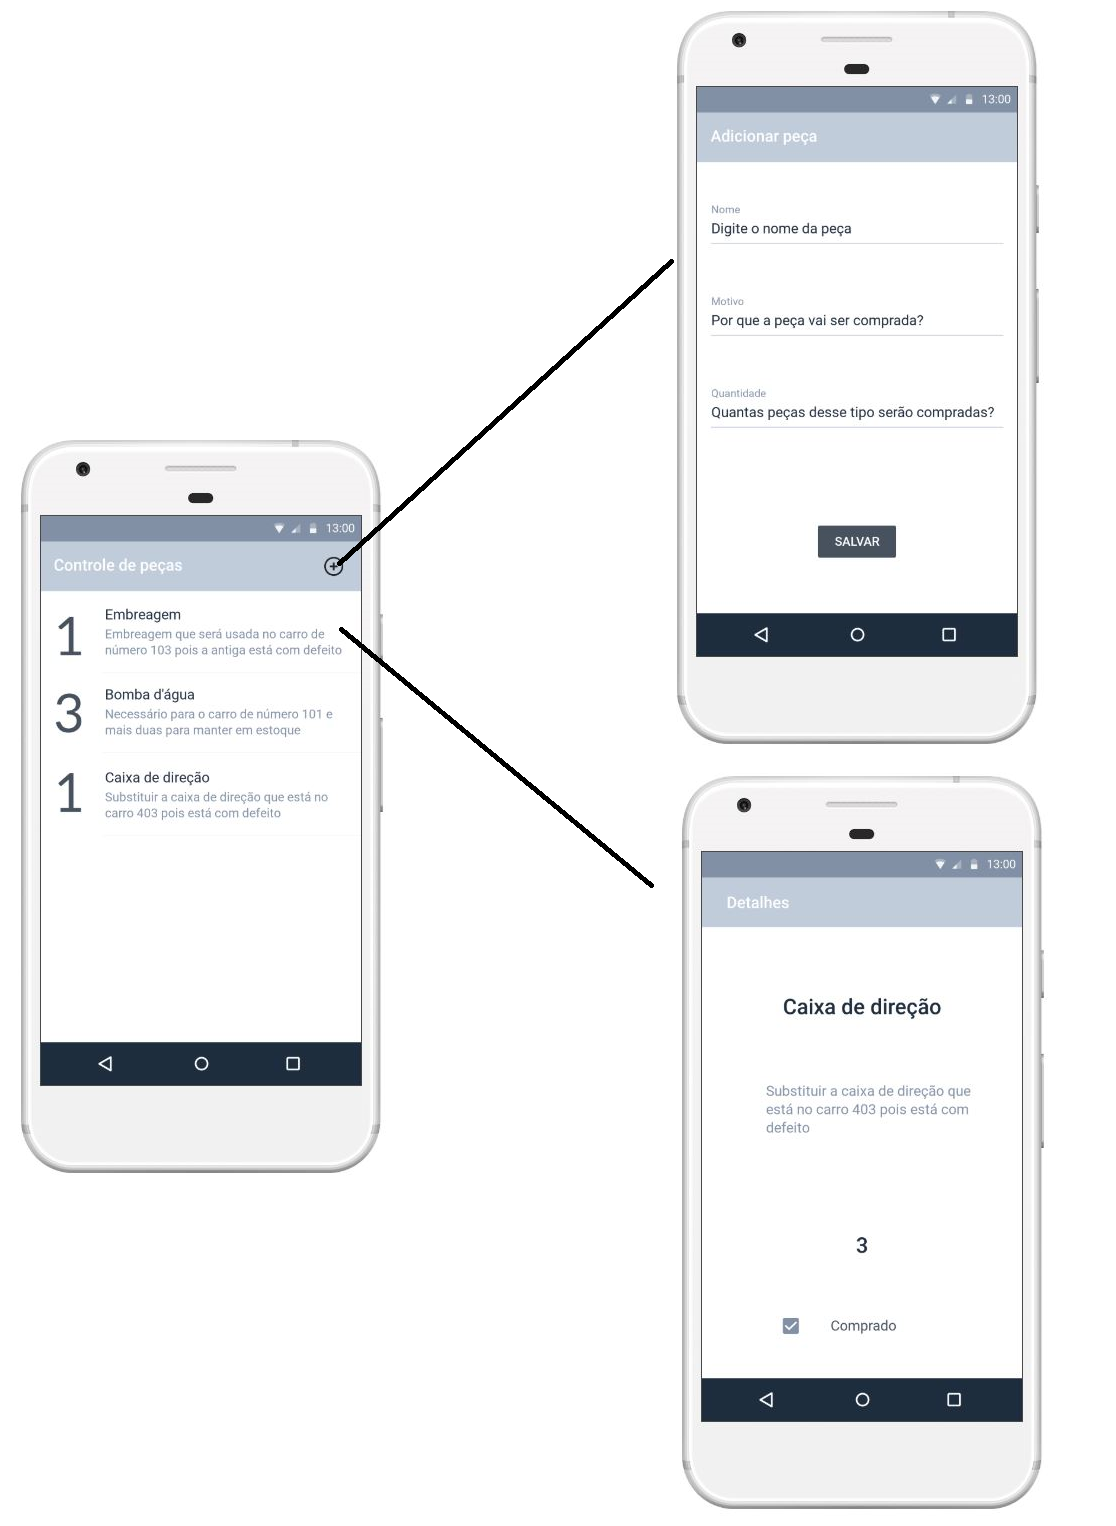 13:00
Controle de peças
1
Embreagem
Embreagem que será usada no carro de
número 103 pois a antiga está com defeito
3
Bomba d'água
Necessário para o carro de número 101 e
mais duas para manter em estoque
1
Caixa de direção
Substituir a caixa de direção que está no
carro 403 pois está com defeito
13:00
Adicionar peça
Nome
Digite o nome da peça
Motivo
Por que a peça vai ser comprada?
Quantidade
Quantas peças desse tipo serão compradas?
SALVAR
13:00
Detalhes
Caixa de direção
Substituir a caixa de direção que
está no carro 403 pois está com
defeito
3
Comprado